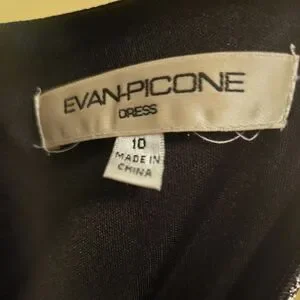 EVAN-PICONE
DRESS
10
MADE IN
CHINA